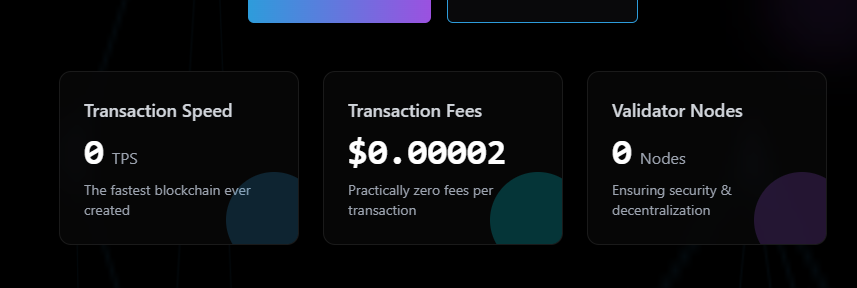 Transaction Speed
0 TPS
The fastest blockchain ever
created
Transaction Fees
$0.00002
Practically zero fees per
transaction
Validator Nodes
0 Nodes
Ensuring security &
decentralization